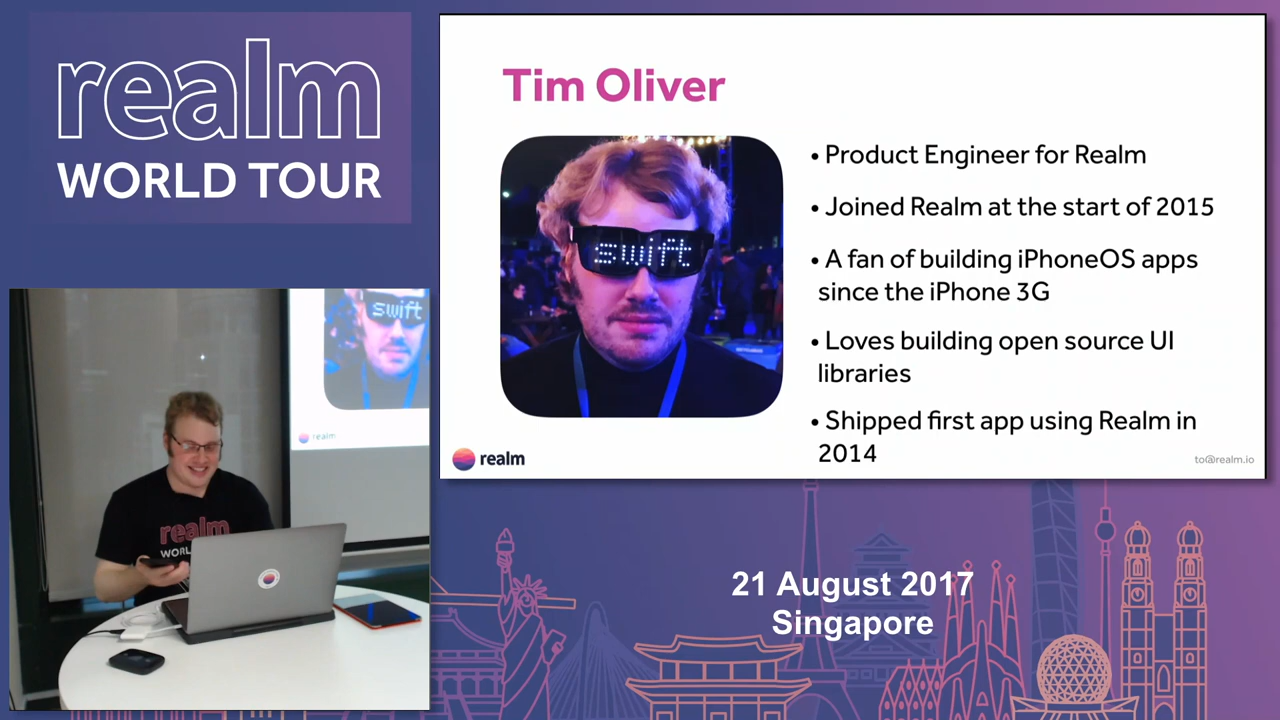 realm
WORLD TOUR
Tim Oliver
swift
• Product Engineer for Realm
• Joined Realm at the start of 2015
• A fan of building iPhoneOS apps
since the iPhone 3G
• Loves building open source UI
libraries
• Shipped first app using Realm in
2014
realm
to@realm.io
swift
realm
realm
WORL
21 August 2017
Singapore